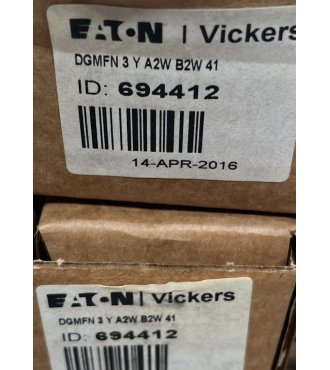 EATON | Vickers
DGMFN 3 Y A2W B2W 41
ID: 694412
14-APR-2016
EATON | Vickers
DGMFN 3 Y A2W B2W 41
ID: 694412